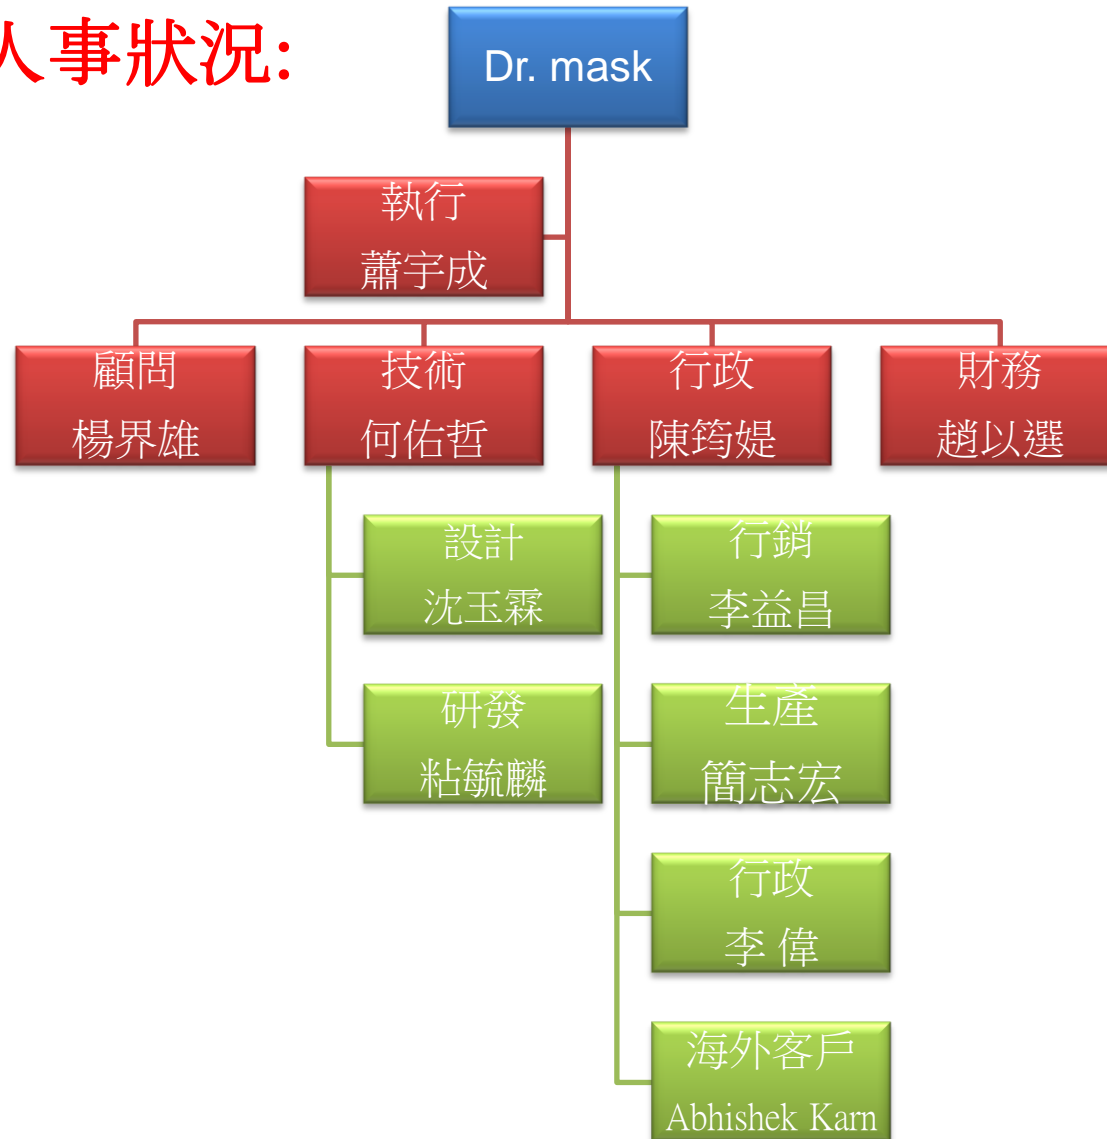 人事狀況:
Dr. mask
執行
蕭宇成
顧問
楊界雄
技術
何佑哲
行政
陳筠媞
財務
趙以選
設計
沈玉霖
研發
粘毓麟
行銷
李益昌
生產
簡志宏
行政
李 偉
海外客戶
Abhishek Karn